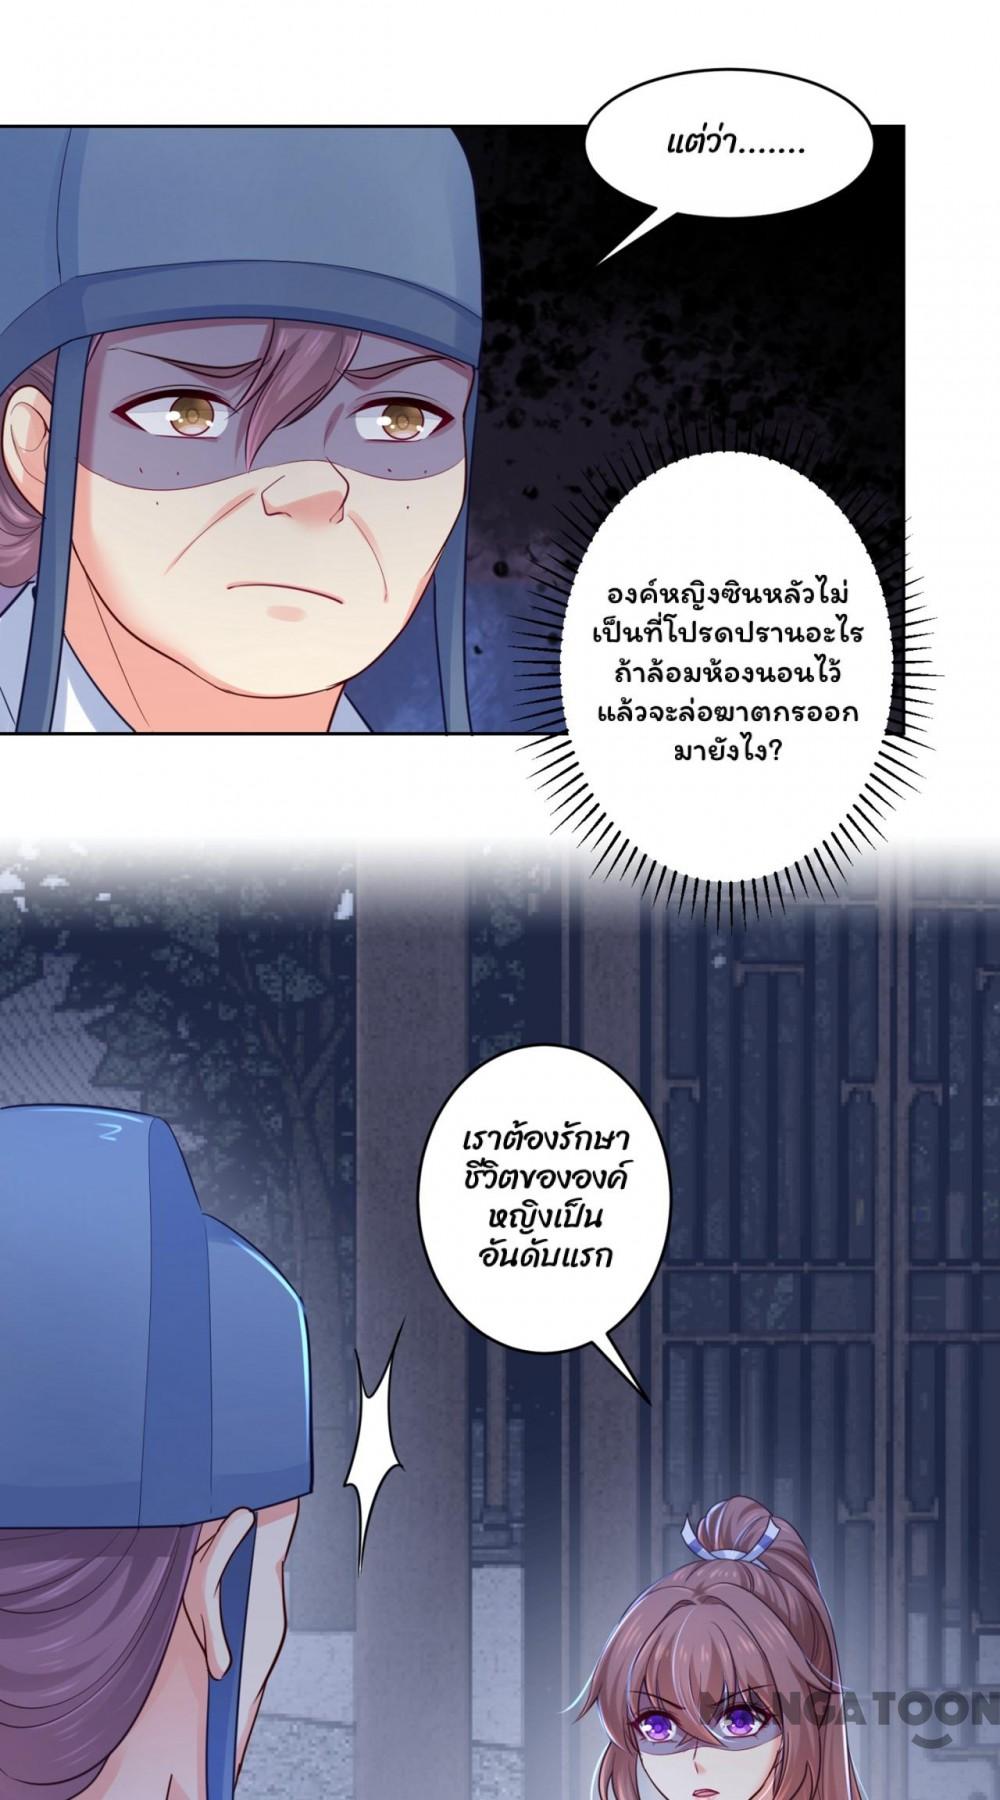 แต่ว่า.......
องค์หญิงซินหลัวไม่
เป็นที่โปรดปรานอะไร
ถ้าล้อมห้องนอนไว้
แล้วจะล่อฆาตกรออก
มายังไง?
เราต้องรักษา
ชีวิตขององค์
หญิงเป็น
อันดับแรก
MANGATOON